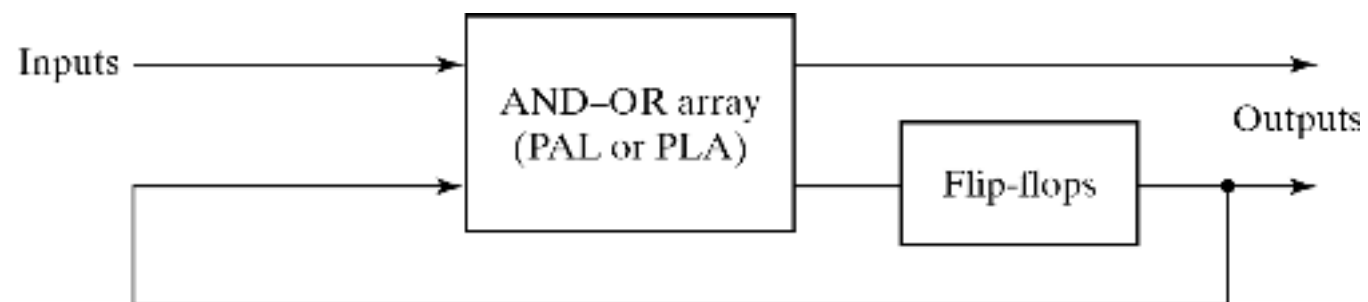 Inputs
AND–OR array
(PAL or PLA)
Outputs
Flip-flops